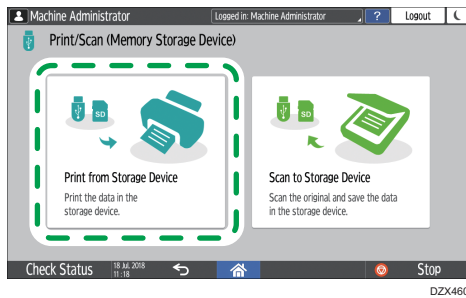 Machine Administrator
Logged in: Machine Administrator
?
Logout
Print/Scan (Memory Storage Device)
SD
SD
Print from Storage Device
Print the data in the
storage device.
Scan to Storage Device
Scan the original and save the data
in the storage device.
Check Status
18 Jul. 2018
11:18
Stop
DZX460